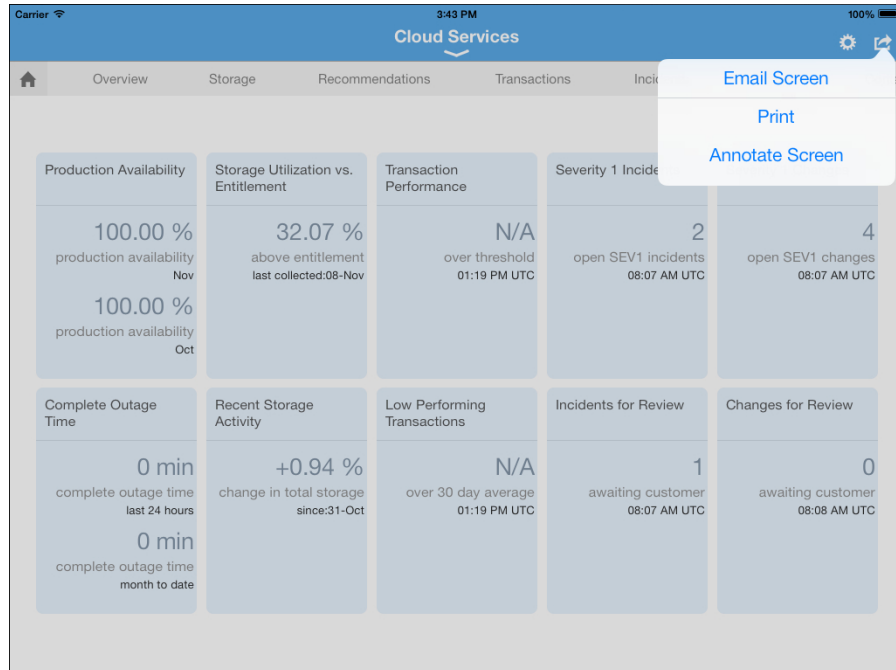 Carrier 3:43 PM 100%
Cloud Services
Overview Storage Recommendations Transactions Inci
Email Screen
Print
Annotate Screen
Production Availability
100.00 %
production availability
Nov
100.00 %
production availability
Oct
Storage Utilization vs.
Entitlement
32.07 %
above entitlement
last collected:08-Nov
Transaction
Performance
N/A
over threshold
01:19 PM UTC
Severity 1 Incide
2
open SEV1 incidents
08:07 AM UTC
4
open SEV1 changes
08:07 AM UTC
Complete Outage
Time
0 min
complete outage time
last 24 hours
0 min
complete outage time
month to date
Recent Storage
Activity
+0.94 %
change in total storage
since:31-Oct
Low Performing
Transactions
N/A
over 30 day average
01:19 PM UTC
Incidents for Review
1
awaiting customer
08:07 AM UTC
Changes for Review
0
awaiting customer
08:08 AM UTC